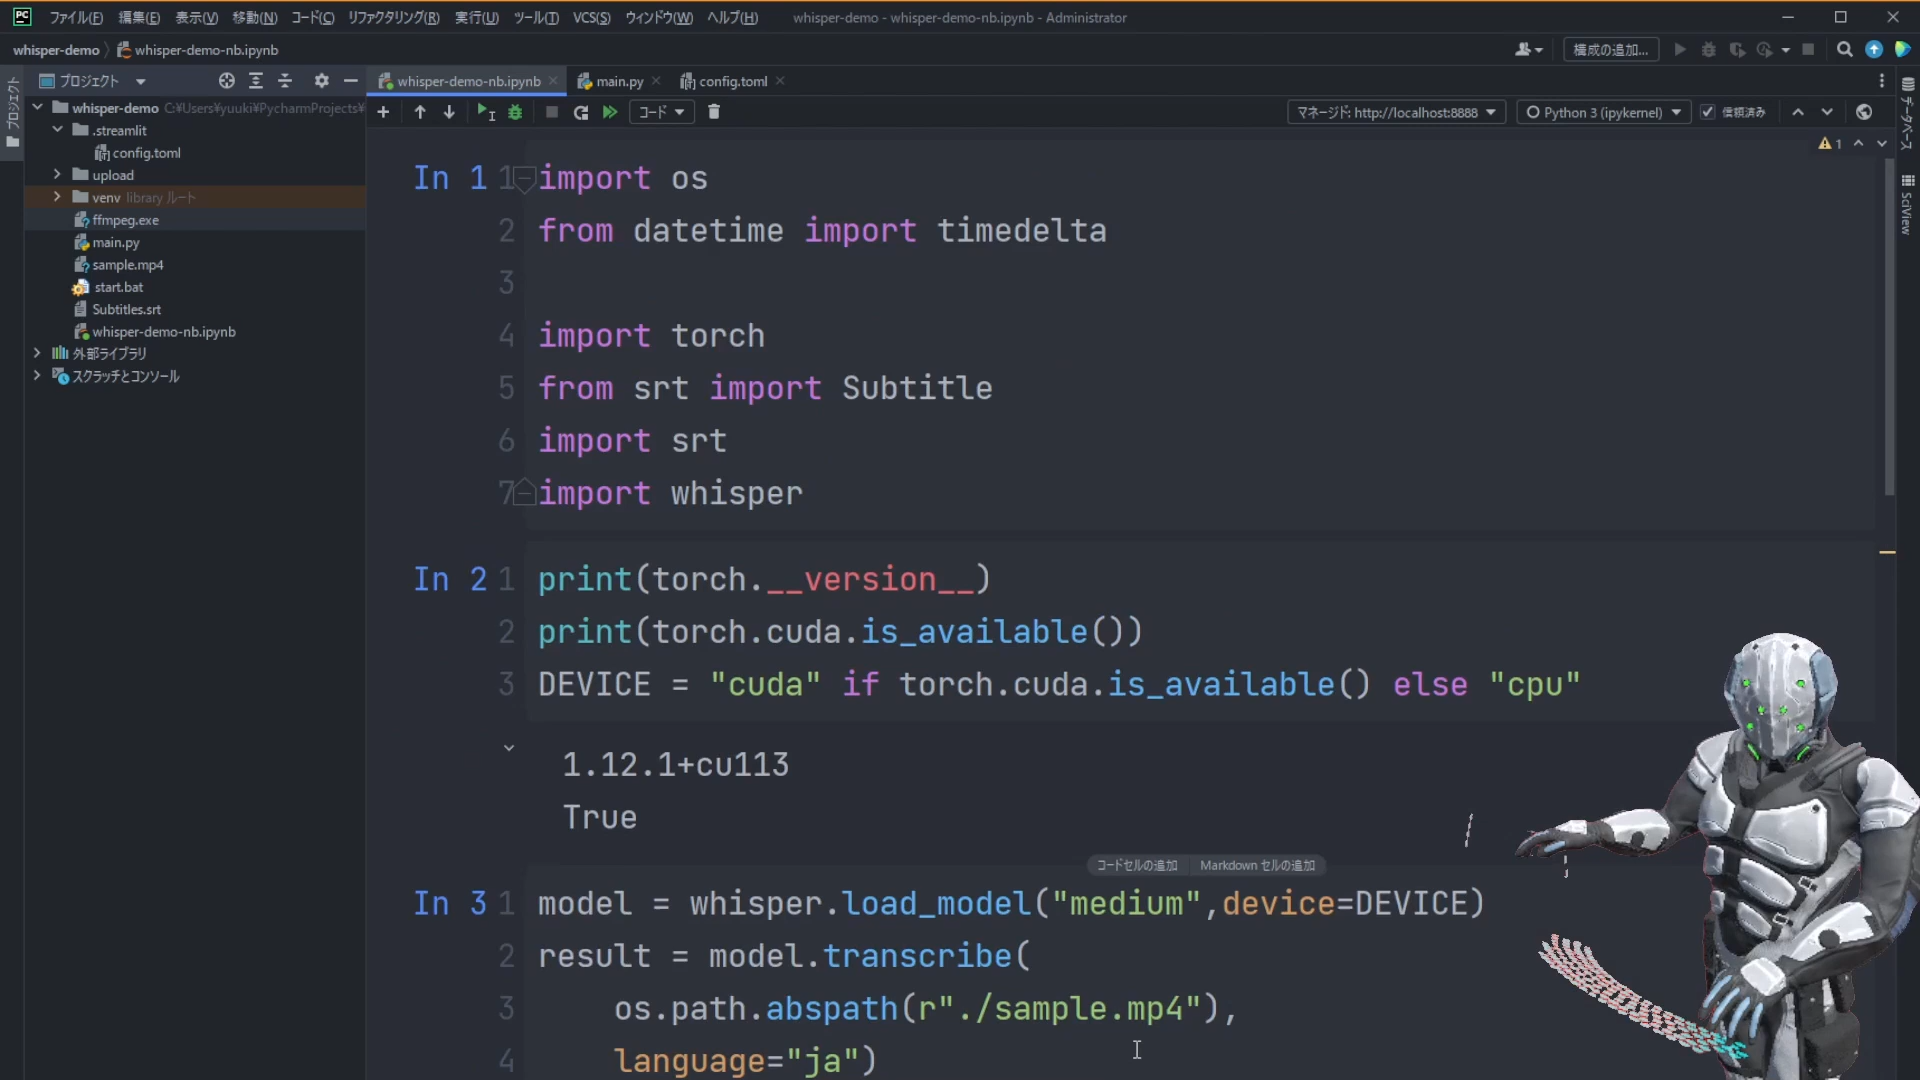 PC ファイル(F) 編集(E) 表示(V) 移動(N) コード(C) リファクタリング(R) 実行(U) ツール(T) VCS(S) ウィンドウ(W) ヘルプ(H) whisper-demo - whisper-demo-nb.ipynb - Administrator
whisper-demo whisper-demo-nb.ipynb 構成の追加...
プロジェクト whisper-demo-nb.ipynb main.py config.toml
プロジェクト
コード マネージド: http://localhost:8888 Python 3 (ipykernel) 信頼済み
データベース
SciView
1
whisper-demo C:¥Users¥yuuki¥PycharmProjects¥
.streamlit
config.toml
upload
venv library ルート
ffmpeg.exe
main.py
sample.mp4
start.bat
Subtitles.srt
whisper-demo-nb.ipynb
外部ライブラリ
スクラッチとコンソール
In 1 1 import os
2 from datetime import timedelta
3
4 import torch
5 from srt import Subtitle
6 import srt
7 import whisper
In 2 1 print(torch.__version__)
2 print(torch.cuda.is_available())
3 DEVICE = "cuda" if torch.cuda.is_available() else "cpu"
1.12.1+cu113
True
コードセルの追加 Markdown セルの追加
In 3 1 model = whisper.load_model("medium",device=DEVICE)
2 result = model.transcribe(
3 os.path.abspath(r"./sample.mp4"),
4 language="ja")